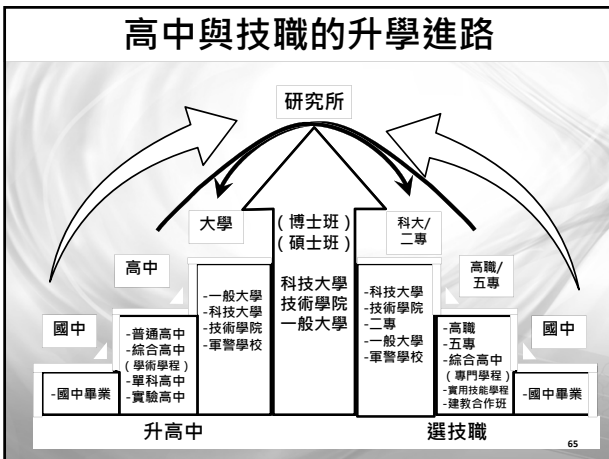 高中與技職的升學進路
研究所
大學
（博士班）
（碩士班）
科大/
二專
高中
高職/
五專
國中
國中
-一般大學
-科技大學
-技術學院
-軍警學校
科技大學
技術學院
一般大學
-科技大學
-技術學院
-二專
-一般大學
-軍警學校
-普通高中
-綜合高中
（學術學程）
-單科高中
-實驗高中
-高職
-五專
-綜合高中
（專門學程）
-實用技能學程
-建教合作班
-國中畢業
-國中畢業
升高中
選技職
65